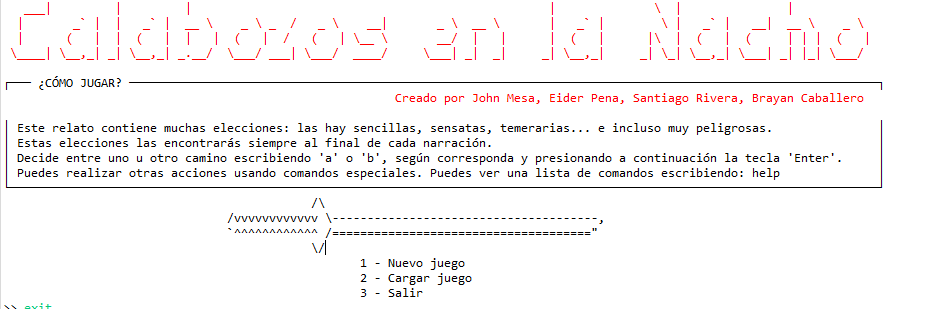 Calabozos en la Nacho
¿CÓMO JUGAR?
Creado por John Mesa, Eider Pena, Santiago Rivera, Brayan Caballero
Este relato contiene muchas elecciones: las hay sencillas, sensatas, temerarias... e incluso muy peligrosas.
Estas elecciones las encontrarás siempre al final de cada narración.
Decide entre uno u otro camino escribiendo 'a' o 'b', según corresponda y presionando a continuación la tecla 'Enter'.
Puedes realizar otras acciones usando comandos especiales. Puedes ver una lista de comandos escribiendo: help
1 - Nuevo juego
2 - Cargar juego
3 - Salir
>> exit